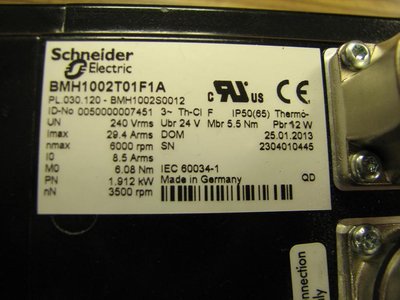 Schneider
Electric
BMH1002T01F1A
PL.030.120 - BMH1002S0012
c RU US CE
ID-No 0050000007451 3~ Th-Cl F IP50(65) Thermo-
UN 240 Vrms Ubr 24 V Mbr 5.5 Nm Pbr 12 W
Imax 29.4 Arms DOM 25.01.2013
nmax 6000 rpm SN 2304010445
I0 8.5 Arms
M0 6.08 Nm IEC 60034-1
PN 1.912 kW Made in Germany QD
nN 3500 rpm